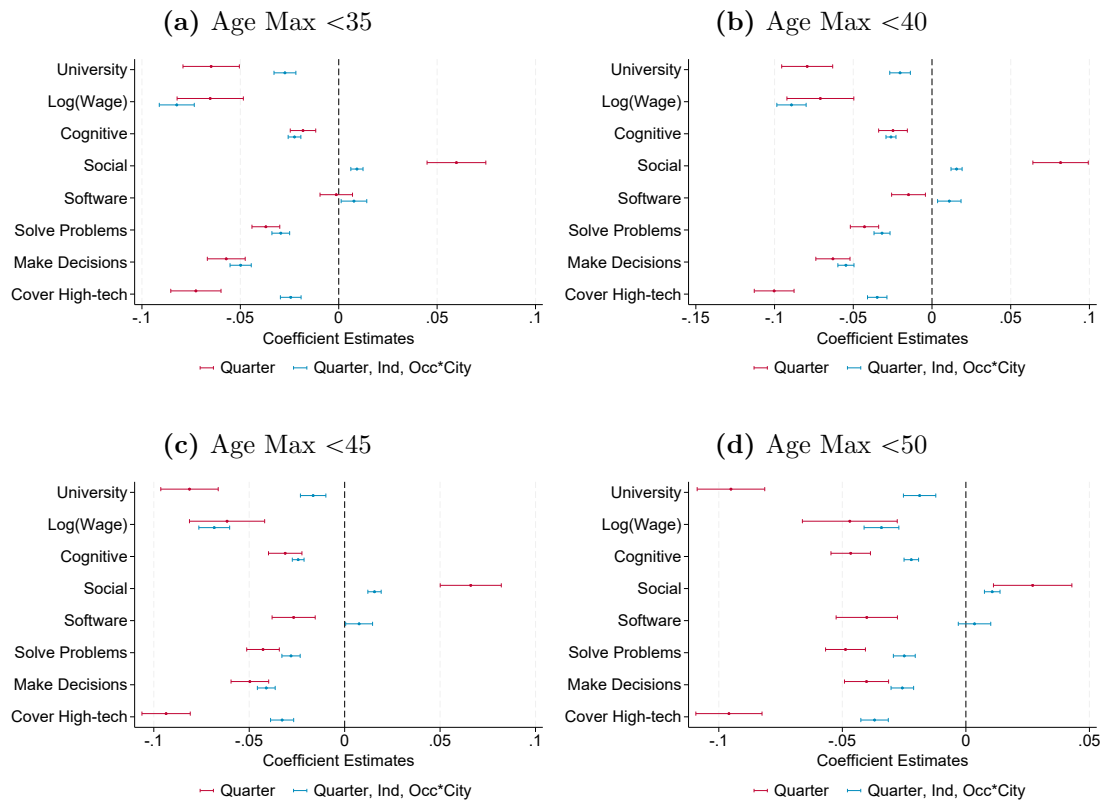 (a) Age Max <35
University
Log(Wage)
Cognitive
Social
Software
Solve Problems
Make Decisions
Cover High-tech
-.1 -.05 0 .05 .1
Coefficient Estimates
Quarter Quarter, Ind, Occ*City
(b) Age Max <40
University
Log(Wage)
Cognitive
Social
Software
Solve Problems
Make Decisions
Cover High-tech
-.15 -.1 -.05 0 .05 .1
Coefficient Estimates
Quarter Quarter, Ind, Occ*City
(c) Age Max <45
University
Log(Wage)
Cognitive
Social
Software
Solve Problems
Make Decisions
Cover High-tech
-.1 -.05 0 .05 .1
Coefficient Estimates
Quarter Quarter, Ind, Occ*City
(d) Age Max <50
University
Log(Wage)
Cognitive
Social
Software
Solve Problems
Make Decisions
Cover High-tech
-.1 -.05 0 .05
Coefficient Estimates
Quarter Quarter, Ind, Occ*City